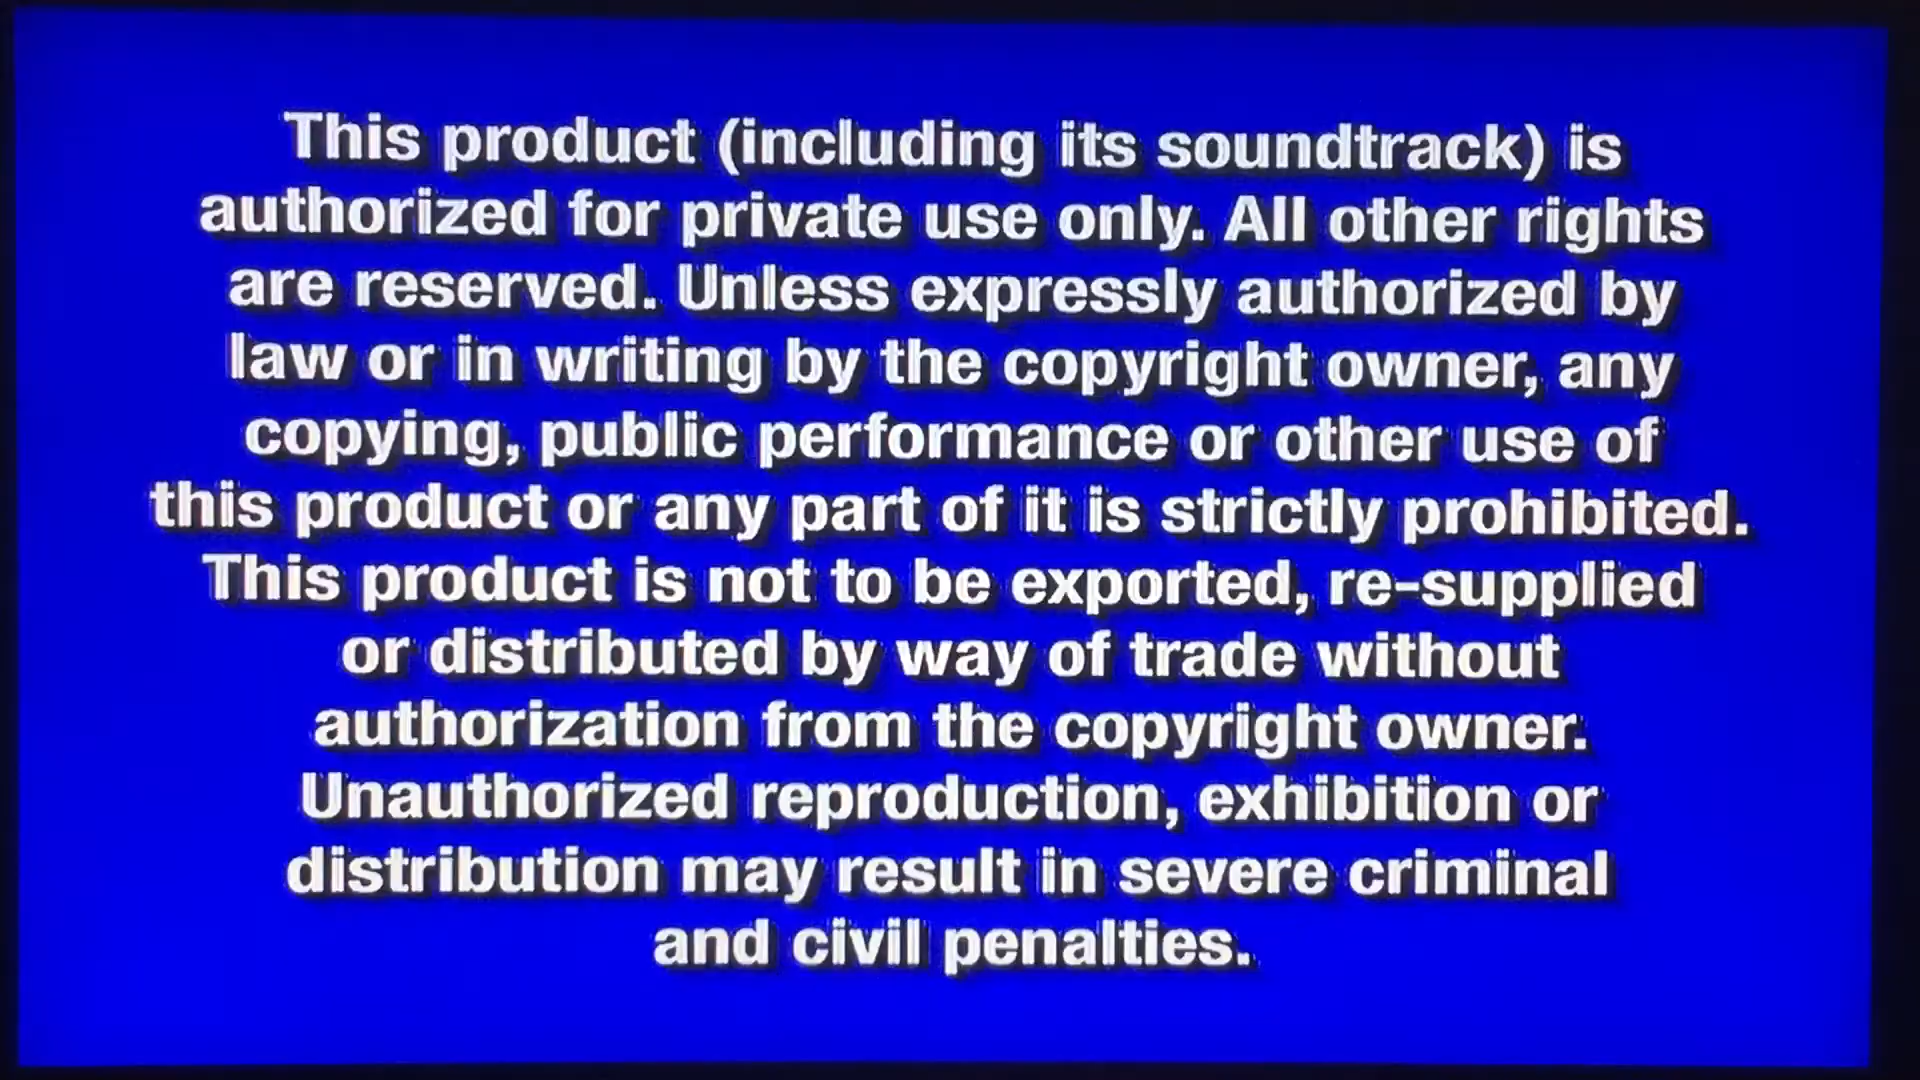 This product (including its soundtrack) is
authorized for private use only. All other rights
are reserved. Unless expressly authorized by
law or in writing by the copyright owner, any
copying, public performance or other use of
this product or any part of it is strictly prohibited.
This product is not to be exported, re-supplied
or distributed by way of trade without
authorization from the copyright owner.
Unauthorized reproduction, exhibition or
distribution may result in severe criminal
and civil penalties.